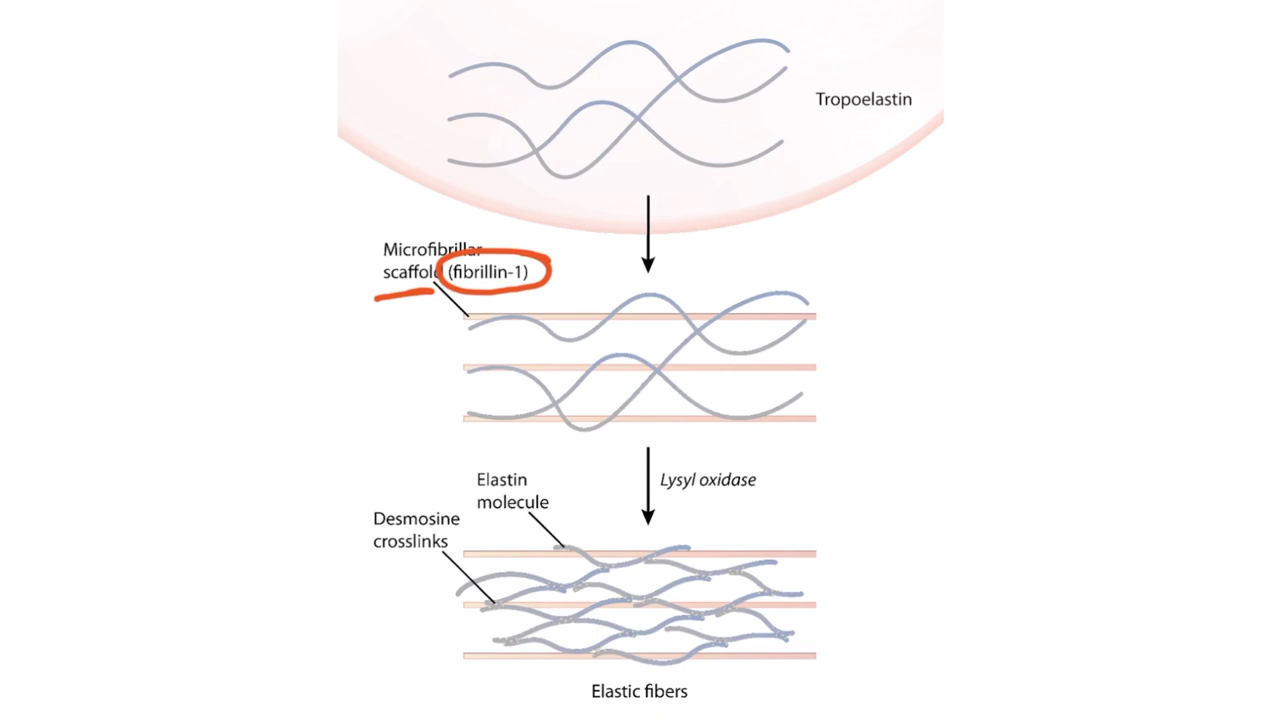 Tropoelastin
Microfibrillar
scaffold (fibrillin-1)
Lysyl oxidase
Elastin
molecule
Desmosine
crosslinks
Elastic fibers